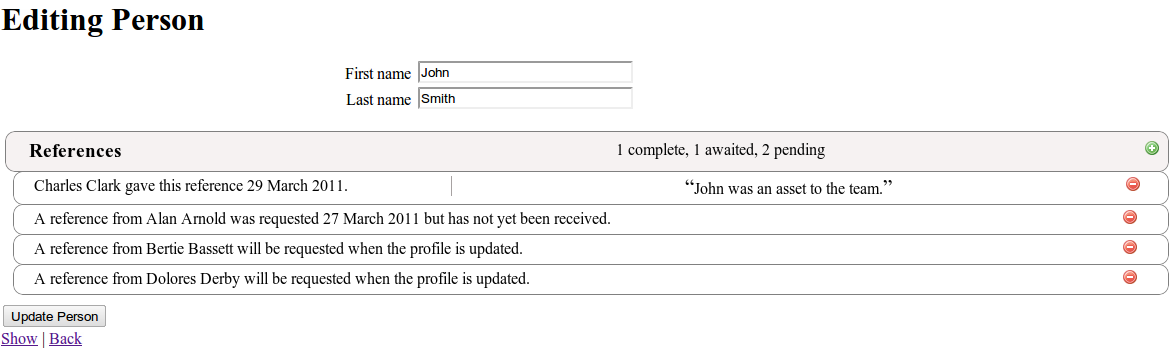 Editing Person
First name John
Last name Smith
References 1 complete, 1 awaited, 2 pending
Charles Clark gave this reference 29 March 2011. “John was an asset to the team.”
A reference from Alan Arnold was requested 27 March 2011 but has not yet been received.
A reference from Bertie Bassett will be requested when the profile is updated.
A reference from Dolores Derby will be requested when the profile is updated.
Update Person
Show | Back